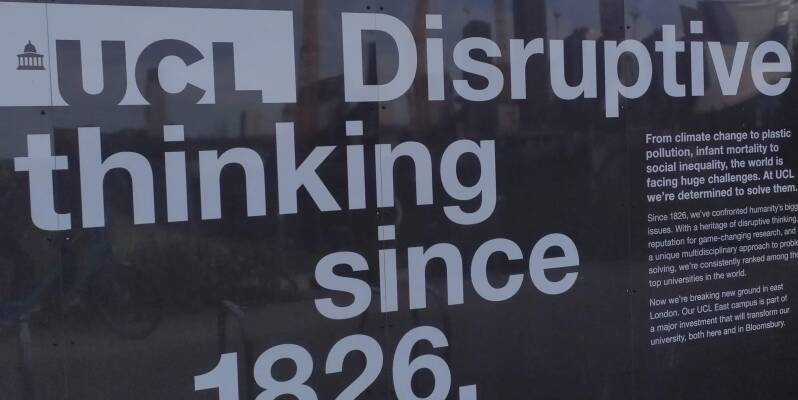 UCL Disruptive
thinking
since
1826.
From climate change to plastic
pollution, infant mortality to
social inequality, the world is
facing huge challenges. At UCL
we're determined to solve them.
Since 1826, we've confronted humanity's bigg
issues. With a heritage of disruptive thinking,
reputation for game-changing research, and
a unique multidisciplinary approach to proble
solving, we're consistently ranked among the
top universities in the world.
Now we're breaking new ground in east
London. Our UCL East campus is part of
a major investment that will transform our
university, both here and in Bloomsbury.